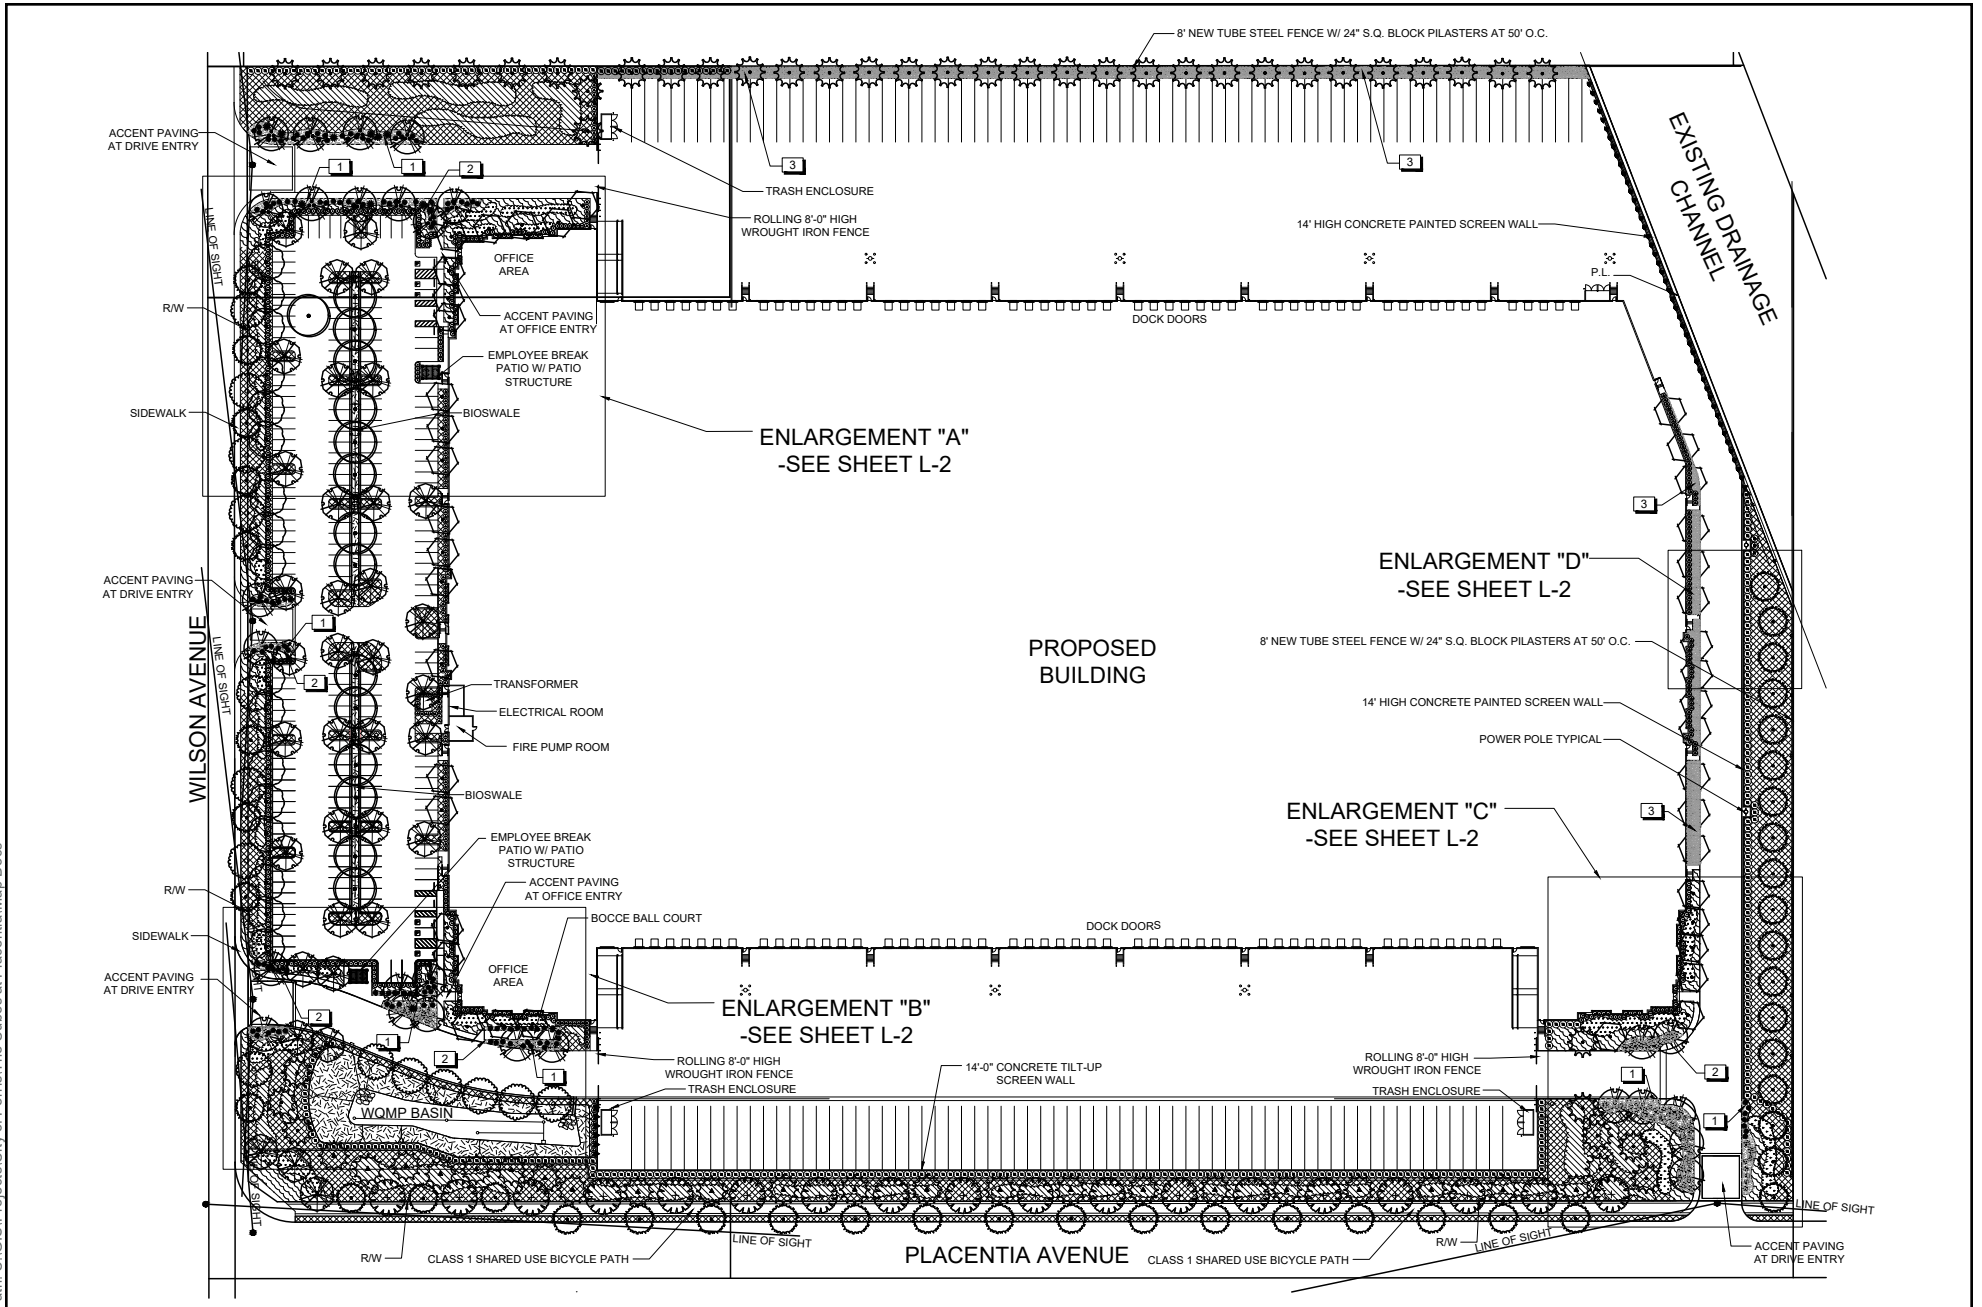 8' NEW TUBE STEEL FENCE W/ 24" S.Q. BLOCK PILASTERS AT 50' O.C.
ACCENT PAVING
AT DRIVE ENTRY
EXISTING DRAINAGE
CHANNEL
1
1
2
3
3
TRASH ENCLOSURE
ROLLING 8'-0" HIGH
WROUGHT IRON FENCE
14' HIGH CONCRETE PAINTED SCREEN WALL
LINE OF SIGHT
OFFICE
AREA
P.L.
R/W
ACCENT PAVING
AT OFFICE ENTRY
DOCK DOORS
EMPLOYEE BREAK
PATIO W/ PATIO
STRUCTURE
SIDEWALK
BIOSWALE
ENLARGEMENT "A"
-SEE SHEET L-2
3
ENLARGEMENT "D"
-SEE SHEET L-2
ACCENT PAVING
AT DRIVE ENTRY
1
WILSON AVENUE
LINE OF SIGHT
2
PROPOSED
BUILDING
8' NEW TUBE STEEL FENCE W/ 24" S.Q. BLOCK PILASTERS AT 50' O.C.
TRANSFORMER
ELECTRICAL ROOM
FIRE PUMP ROOM
14' HIGH CONCRETE PAINTED SCREEN WALL
POWER POLE TYPICAL
BIOSWALE
ENLARGEMENT "C"
-SEE SHEET L-2
3
EMPLOYEE BREAK
PATIO W/ PATIO
STRUCTURE
R/W
ACCENT PAVING
AT OFFICE ENTRY
BOCCE BALL COURT
DOCK DOORS
SIDEWALK
OFFICE
AREA
ACCENT PAVING
AT DRIVE ENTRY
ENLARGEMENT "B"
-SEE SHEET L-2
2
1
2
1
ROLLING 8'-0" HIGH
WROUGHT IRON FENCE
TRASH ENCLOSURE
14'-0" CONCRETE TILT-UP
SCREEN WALL
ROLLING 8'-0" HIGH
WROUGHT IRON FENCE
TRASH ENCLOSURE
1
2
1
WQMP BASIN
LINE OF SIGHT
LINE OF SIGHT
R/W
CLASS 1 SHARED USE BICYCLE PATH
PLACENTIA AVENUE
CLASS 1 SHARED USE BICYCLE PATH
R/W
LINE OF SIGHT
LINE OF SIGHT
ACCENT PAVING
AT DRIVE ENTRY